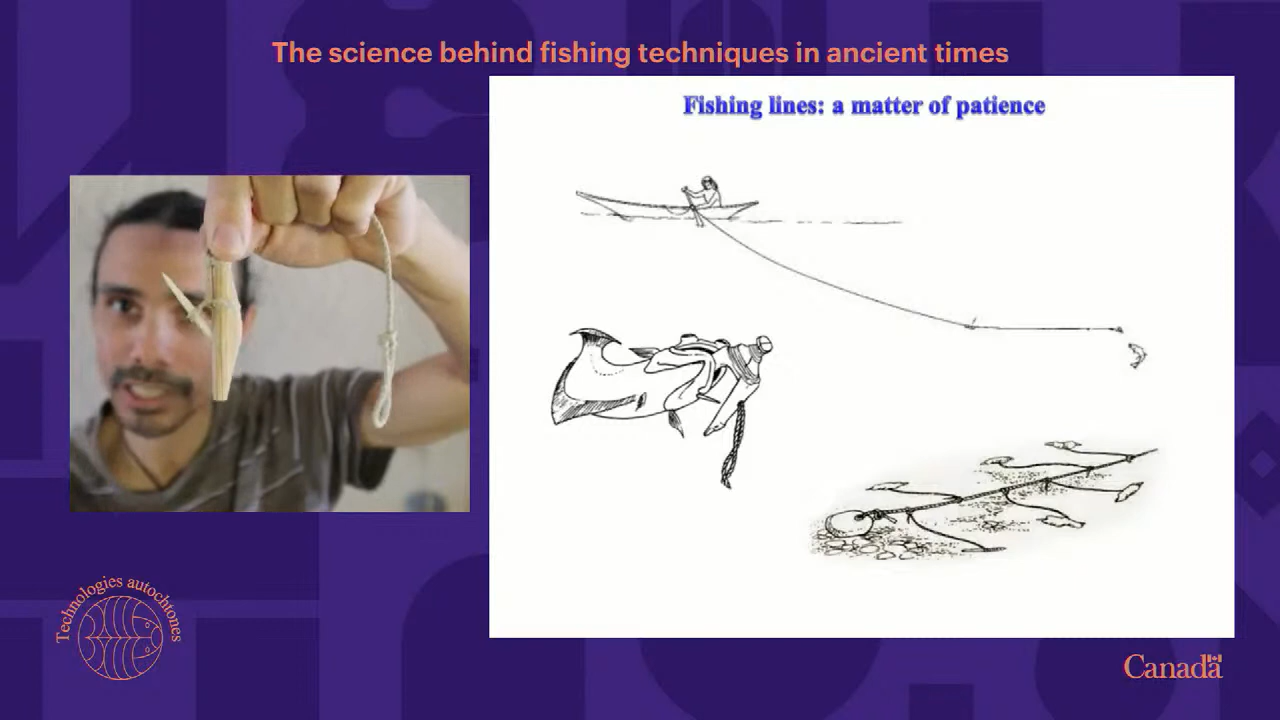 The science behind fishing techniques in ancient times
Fishing lines: a matter of patience
Technologies autochtones
Canada